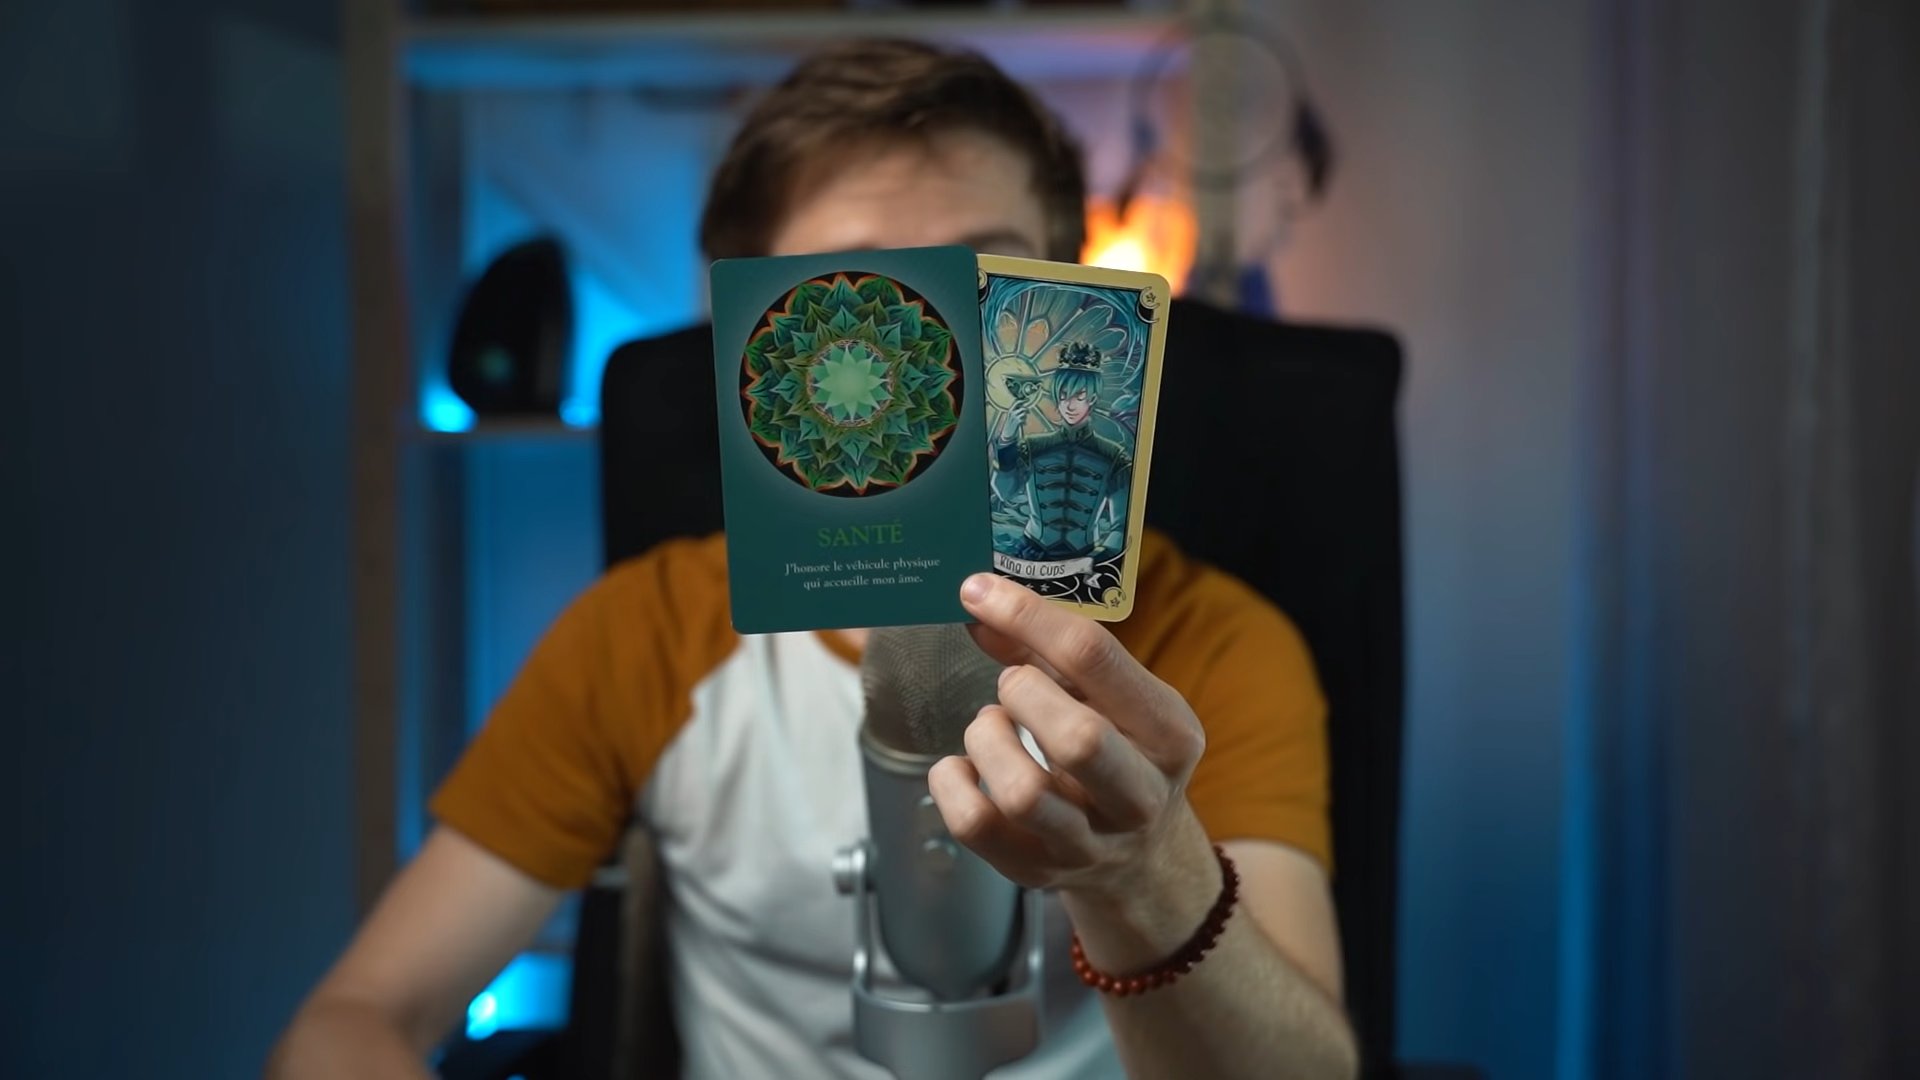 SANTÉ
J'honore le véhicule physique
qui accueille mon âme.
King of Cups